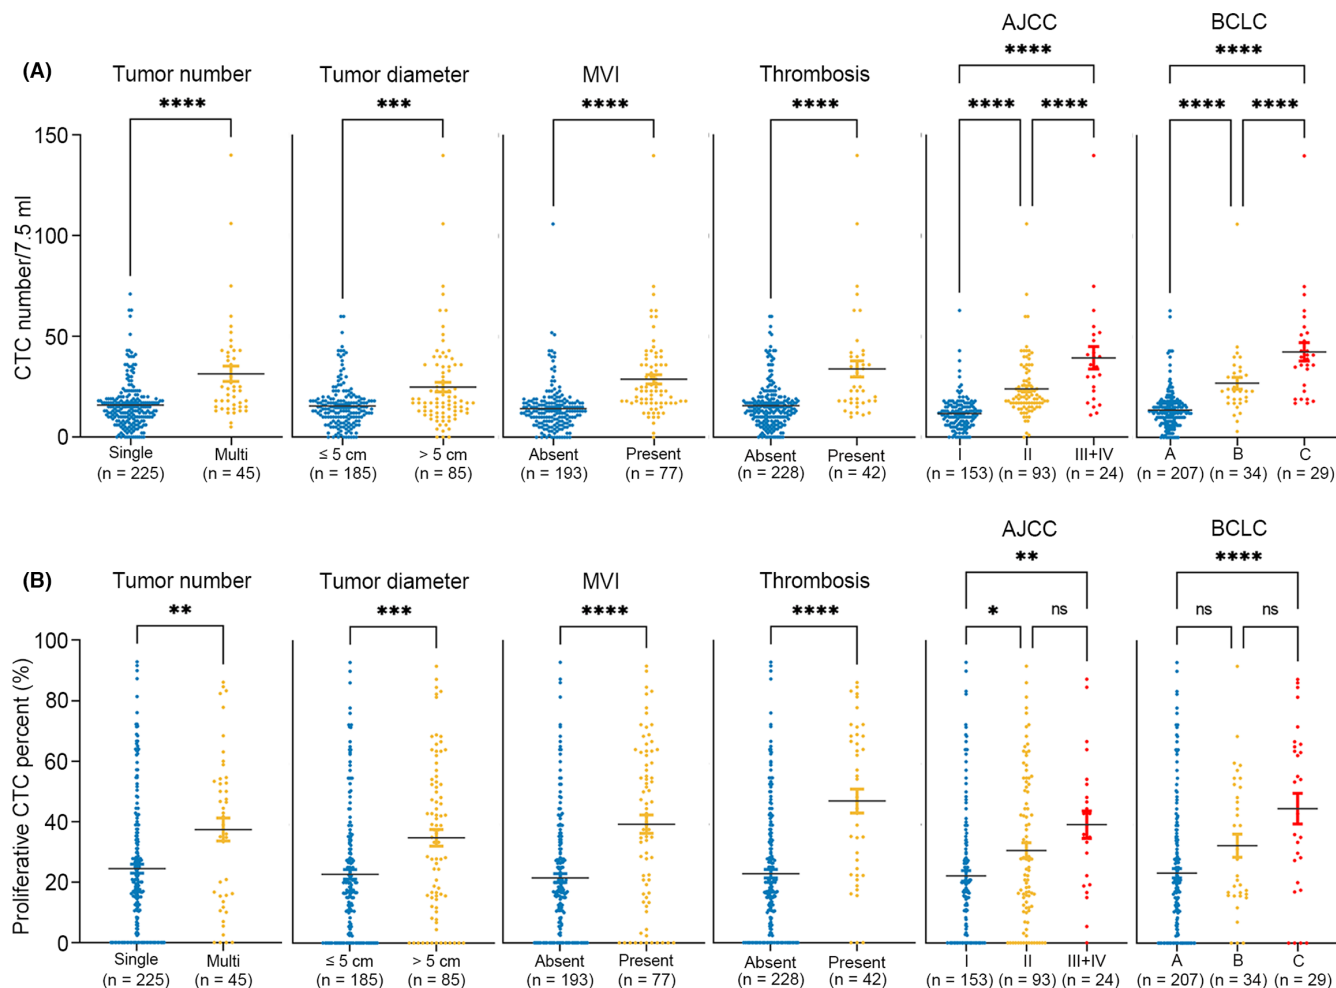 AJCC
BCLC
****
****
(A)
Tumor number
Tumor diameter
MVI
Thrombosis
****
***
****
****
**** ****
**** ****
150
100
50
0
CTC number/7.5 ml
Single
(n = 225)
Multi
(n = 45)
≤ 5 cm
(n = 185)
> 5 cm
(n = 85)
Absent
(n = 193)
Present
(n = 77)
Absent
(n = 228)
Present
(n = 42)
I
(n = 153)
II
(n = 93)
III+IV
(n = 24)
A
(n = 207)
B
(n = 34)
C
(n = 29)
AJCC
BCLC
**
****
(B)
Tumor number
Tumor diameter
MVI
Thrombosis
**
***
****
****
* ns
ns ns
100
80
60
40
20
0
Proliferative CTC percent (%)
Single
(n = 225)
Multi
(n = 45)
≤ 5 cm
(n = 185)
> 5 cm
(n = 85)
Absent
(n = 193)
Present
(n = 77)
Absent
(n = 228)
Present
(n = 42)
I
(n = 153)
II
(n = 93)
III+IV
(n = 24)
A
(n = 207)
B
(n = 34)
C
(n = 29)